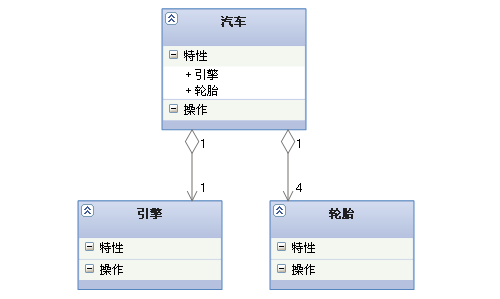 汽车
特性
+ 引擎
+ 轮胎
操作
1 1
1 4
引擎 轮胎
特性 特性
操作 操作